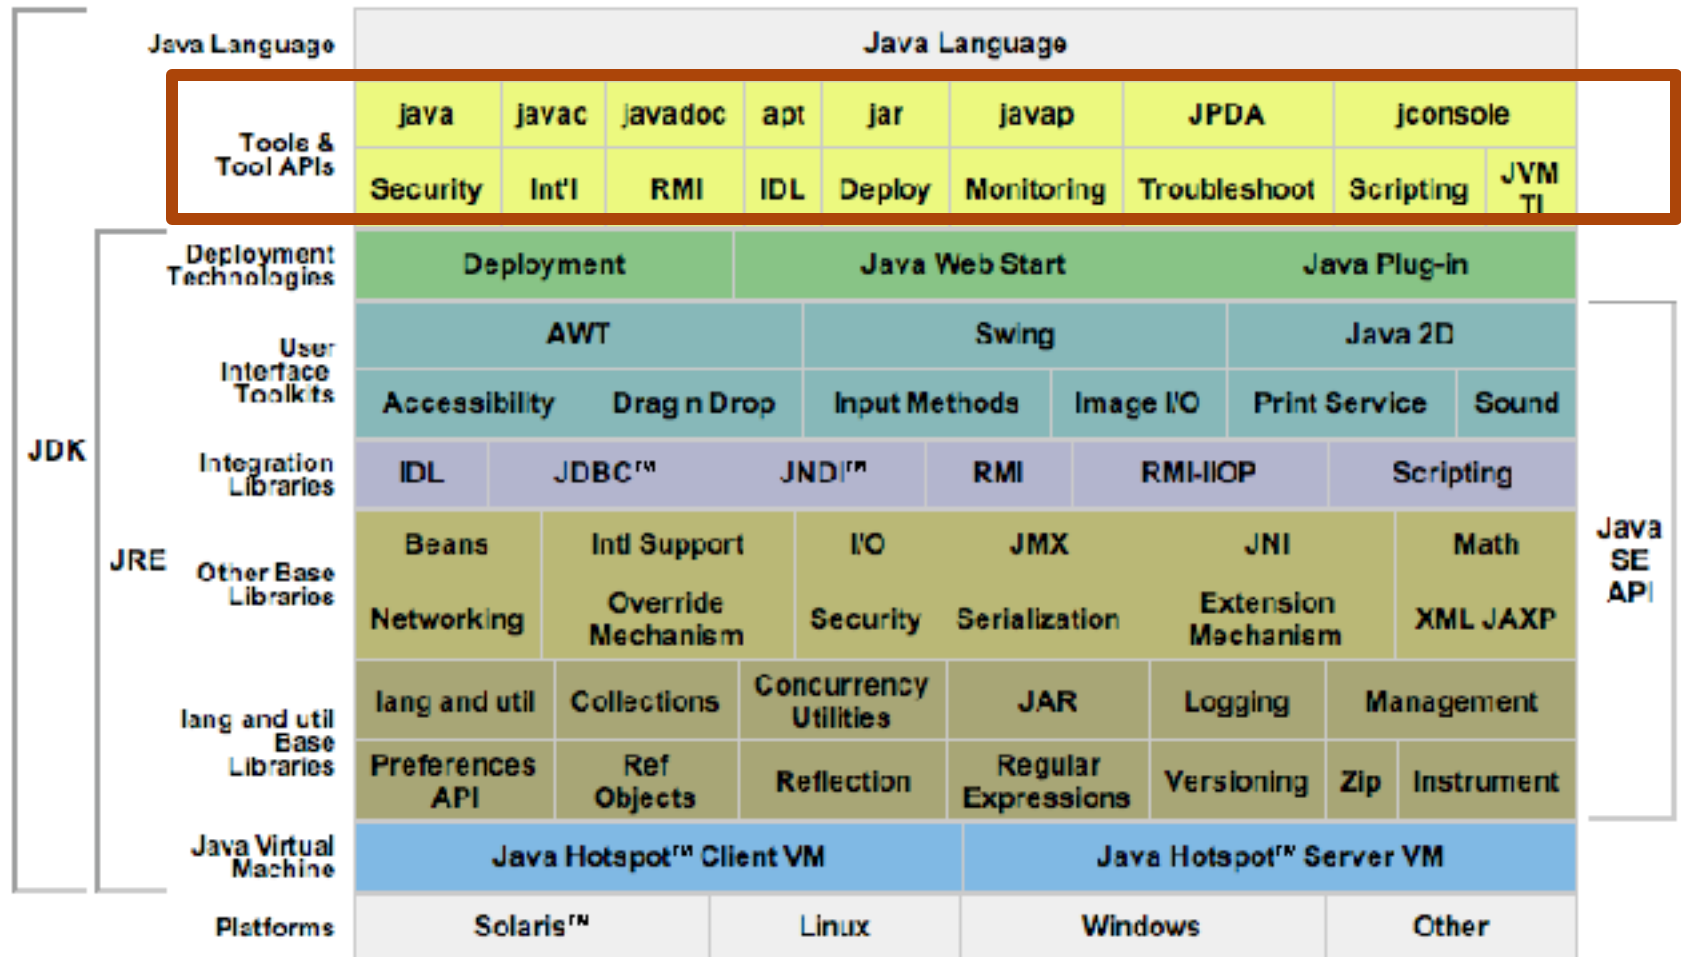 Java Language
Java Language
Tools &
Tool APIs
java javac javadoc apt jar javap JPDA jconsole
Security Int'l RMI IDL Deploy Monitoring Troubleshoot Scripting JVM
TI
Deployment
Technologies
Deployment Java Web Start Java Plug-in
User
Interface
Toolkits
AWT Swing Java 2D
Accessibility Drag n Drop Input Methods Image I/O Print Service Sound
JDK
Integration
Libraries
IDL JDBC™ JNDI™ RMI RMI-IIOP Scripting
JRE
Other Base
Libraries
Beans Intl Support I/O JMX JNI Math
Networking Override
Mechanism Security Serialization Extension
Mechanism XML JAXP
Java
SE
API
lang and util
Base
Libraries
lang and util Collections Concurrency
Utilities JAR Logging Management
Preferences
API Ref
Objects Reflection Regular
Expressions Versioning Zip Instrument
Java Virtual
Machine
Java Hotspot™ Client VM Java Hotspot™ Server VM
Platforms
Solaris™ Linux Windows Other